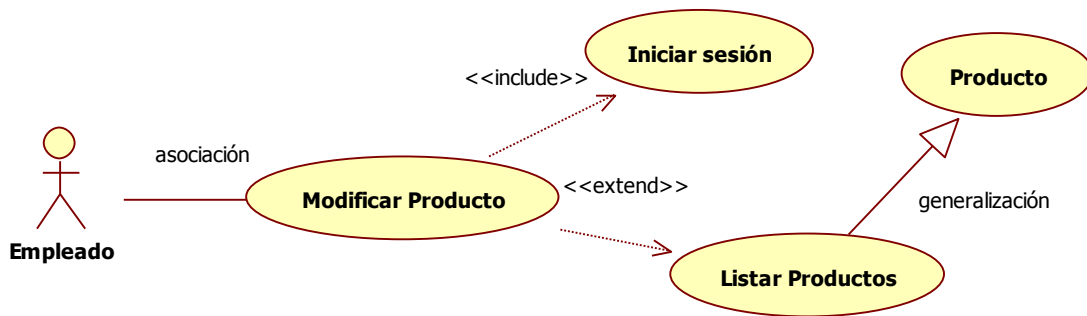 Iniciar sesión
<<include>>
Producto
asociación
Modificar Producto
<<extend>>
generalización
Empleado
Listar Productos